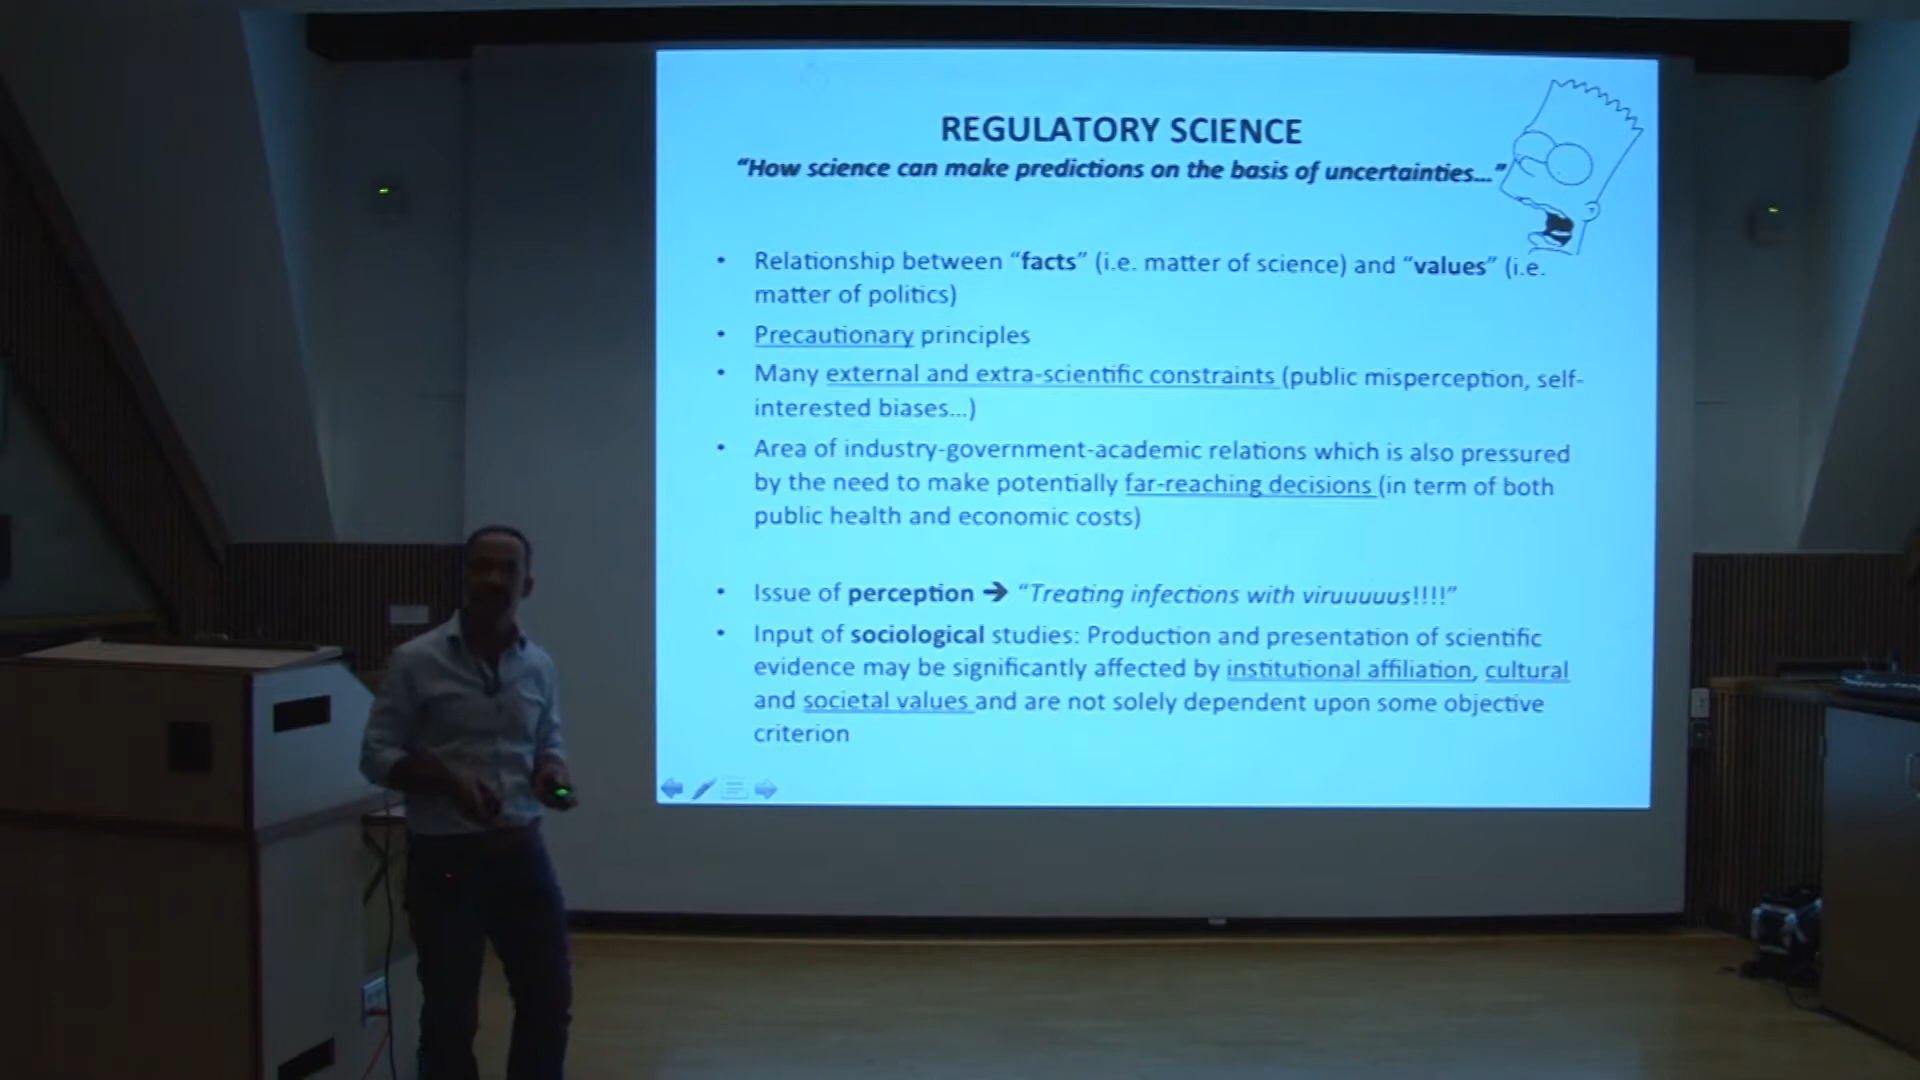 REGULATORY SCIENCE
“How science can make predictions on the basis of uncertainties...”
• Relationship between “facts” (i.e. matter of science) and “values” (i.e.
matter of politics)
• Precautionary principles
• Many external and extra-scientific constraints (public misperception, self-
interested biases...)
• Area of industry-government-academic relations which is also pressured
by the need to make potentially far-reaching decisions (in term of both
public health and economic costs)
• Issue of perception ➔ “Treating infections with viruuuuus!!!!”
• Input of sociological studies: Production and presentation of scientific
evidence may be significantly affected by institutional affiliation, cultural
and societal values and are not solely dependent upon some objective
criterion